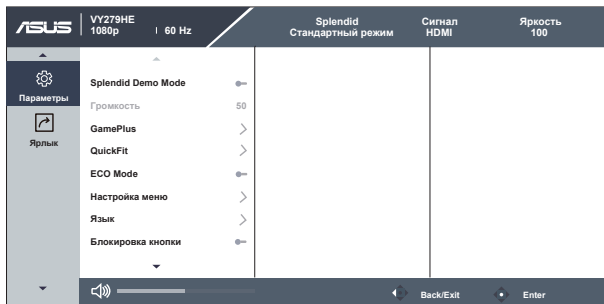 ASUS
VY279HE
1080p
60 Hz
Splendid
Стандартный режим
Сигнал
HDMI
Яркость
100
Параметры
Ярлык
Splendid Demo Mode
Громкость 50
GamePlus
QuickFit
ECO Mode
Настройка меню
Язык
Блокировка кнопки
Back/Exit
Enter